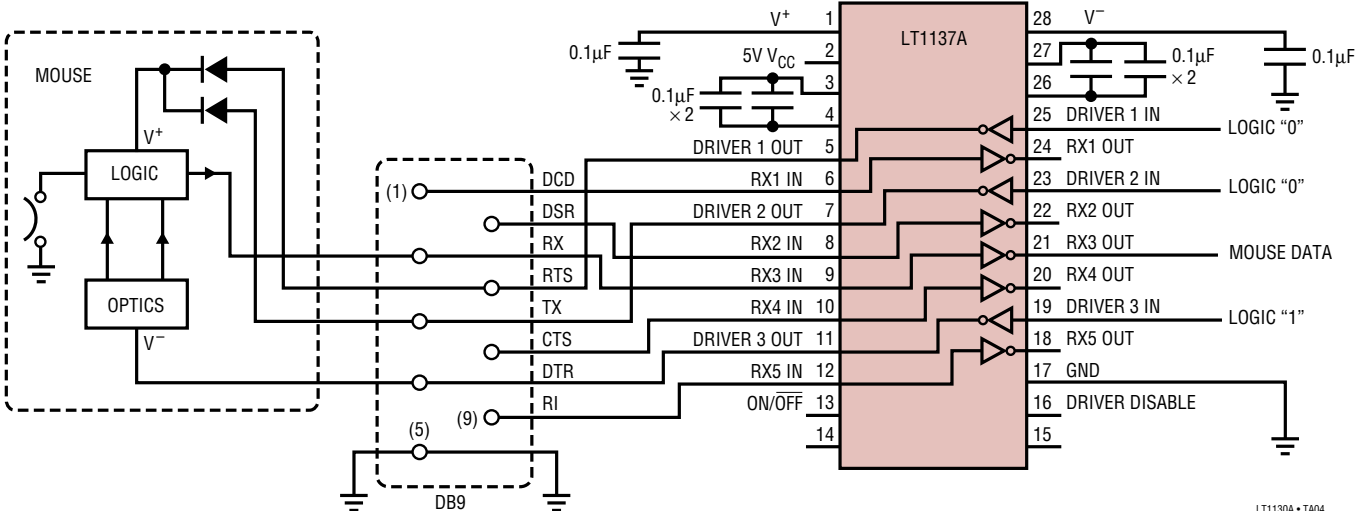 MOUSE
V+
LOGIC
OPTICS
V–
(1)
(5)
(9)
DB9
DCD
DSR
RX
RTS
TX
CTS
DTR
RI
0.1µF
V+ 1
5V VCC 2
0.1µF
× 2
3
4
DRIVER 1 OUT 5
RX1 IN 6
DRIVER 2 OUT 7
RX2 IN 8
RX3 IN 9
RX4 IN 10
DRIVER 3 OUT 11
RX5 IN 12
ON/OFF 13
14
LT1137A
28 V–
0.1µF
27
0.1µF
× 2
26
25 DRIVER 1 IN LOGIC “0”
24 RX1 OUT
23 DRIVER 2 IN LOGIC “0”
22 RX2 OUT
21 RX3 OUT MOUSE DATA
20 RX4 OUT
19 DRIVER 3 IN LOGIC “1”
18 RX5 OUT
17 GND
16 DRIVER DISABLE
15
LT1130A • TA04